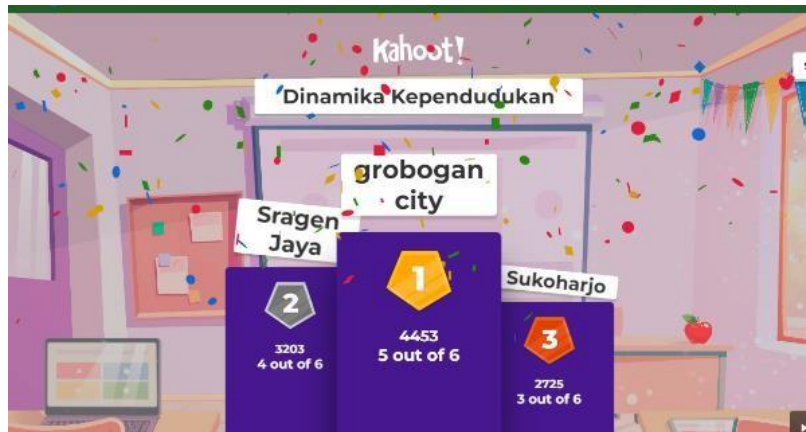 Kahoot!
Dinamika Kependudukan
grobogan
city
Sragen
Jaya
Sukoharjo
1
2
3
4453
5 out of 6
3203
4 out of 6
2725
3 out of 6